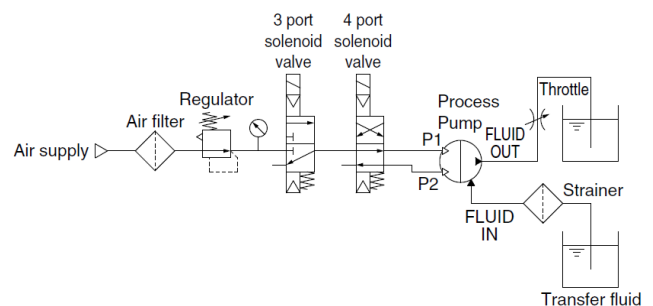 3 port
solenoid
valve
4 port
solenoid
valve
Regulator
Air filter
Air supply
Process
Pump
P1
P2
FLUID
OUT
Throttle
FLUID
IN
Strainer
Transfer fluid